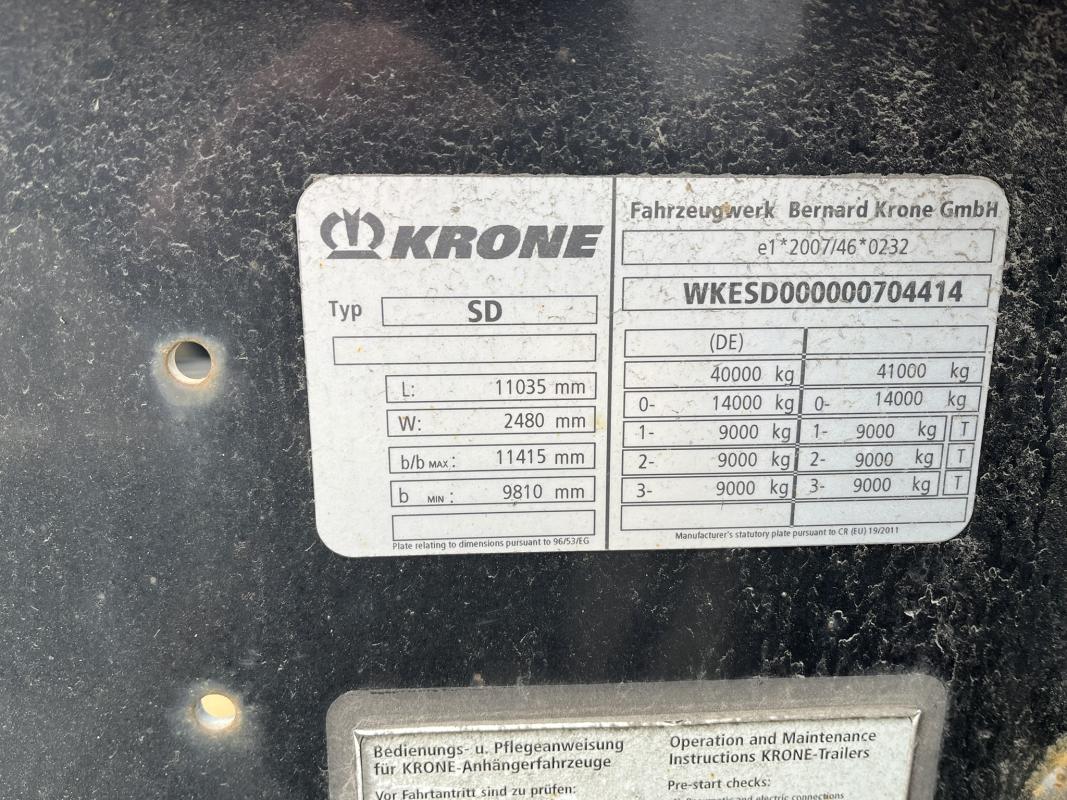 KRONE
Typ SD
L: 11035 mm
W: 2480 mm
b/b MAX: 11415 mm
b MIN: 9810 mm
Plate relating to dimensions pursuant to 96/53/EG
Fahrzeugwerk Bernard Krone GmbH
e1*2007/46*0232
WKESD000000704414
(DE)
40000 kg 41000 kg
0- 14000 kg 0- 14000 kg
1- 9000 kg 1- 9000 kg T
2- 9000 kg 2- 9000 kg T
3- 9000 kg 3- 9000 kg T
Manufacturer's statutory plate pursuant to CR (EU) 19/2011
Bedienungs- u. Pflegeanweisung
für KRONE-Anhängerfahrzeuge
Vor Fahrtantritt sind zu prüfen:
Operation and Maintenance
Instructions KRONE-Trailers
Pre-start checks:
Pneumatic and electric connections